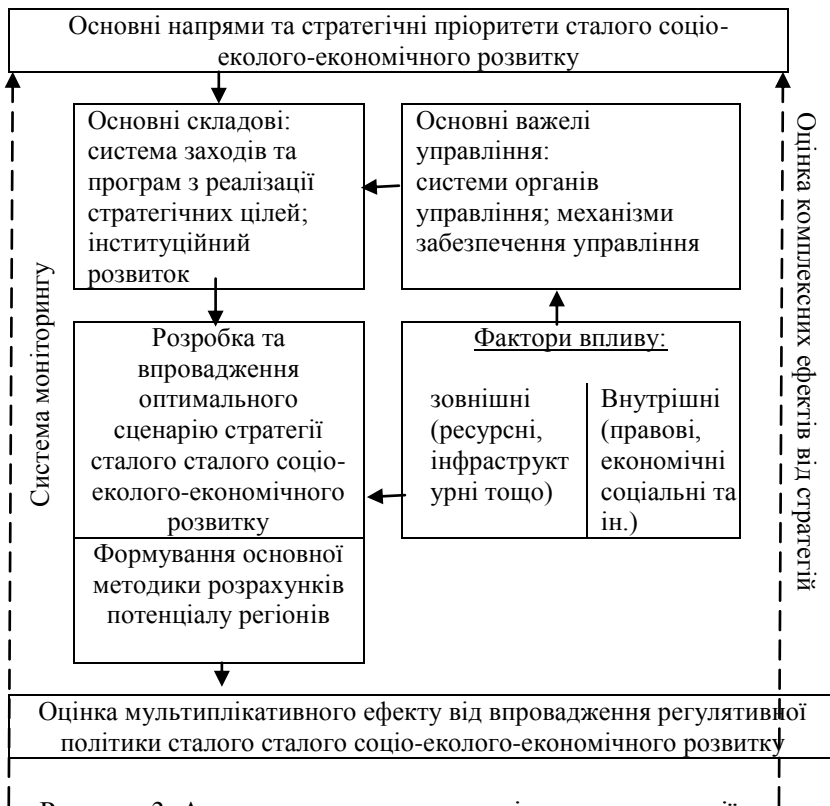 Основні напрями та стратегічні пріоритети сталого соціо-
еколого-економічного розвитку
Основні складові:
система заходів та
програм з реалізації
стратегічних цілей;
інституційний
розвиток
Основні важелі
управління:
системи органів
управління; механізми
забезпечення управління
Розробка та
впровадження
оптимального
сценарію стратегії
сталого сталого соціо-
еколого-економічного
розвитку
Формування основної
методики розрахунків
потенціалу регіонів
Фактори впливу:
зовнішні
(ресурсні,
інфраструкт
урні тощо)
Внутрішні
(правові,
економічні
соціальні та
ін.)
Система моніторингу
Оцінка комплексних ефектів від стратегій
Оцінка мультиплікативного ефекту від впровадження регулятивної
політики сталого сталого соціо-еколого-економічного розвитку